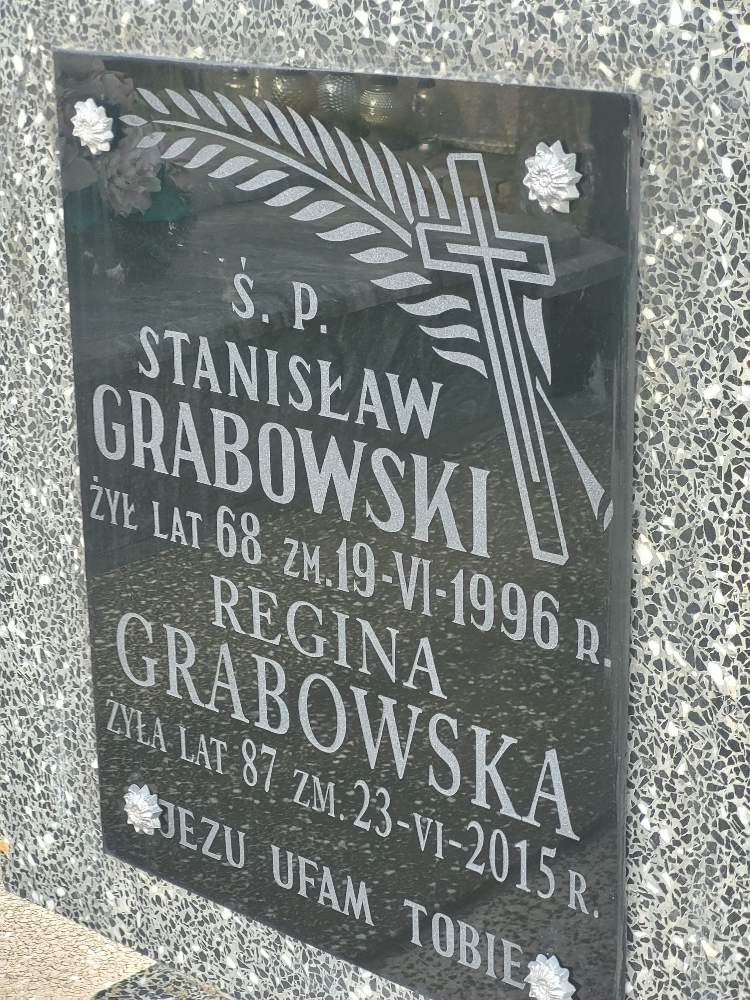 Ś. P.
STANISŁAW
GRABOWSKI
ŻYŁ LAT 68 ZM. 19-VI-1996 R.
REGINA
GRABOWSKA
ŻYŁA LAT 87 ZM. 23-VI-2015 R.
JEZU UFAM TOBIE